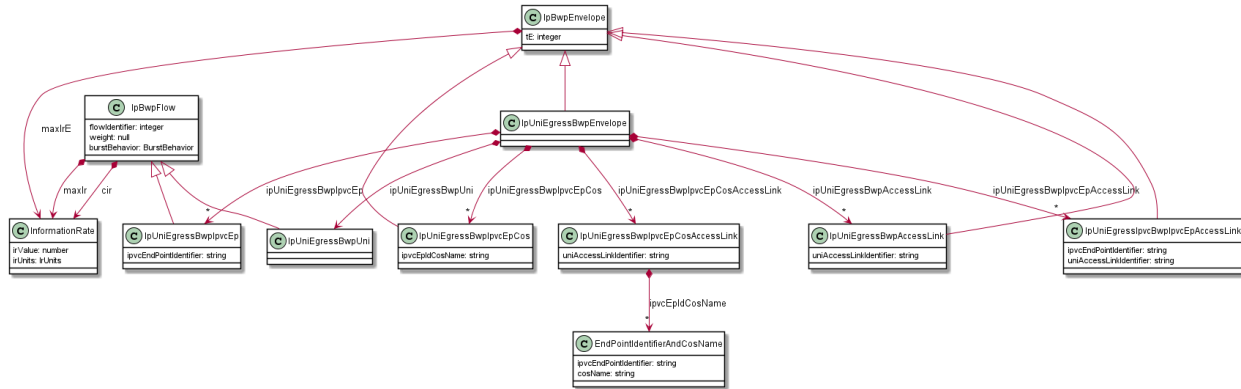 C IpBwpEnvelope
tE: integer
C IpBwpFlow
flowIdentifier: integer
weight: null
burstBehavior: BurstBehavior
C IpUniEgressBwpEnvelope
maxIrE
maxIr
cir
ipUniEgressBwpIpvcEp
ipUniEgressBwpUni
ipUniEgressBwpIpvcEpCos
ipUniEgressBwpIpvcEpCosAccessLink
ipUniEgressBwpAccessLink
ipUniEgressBwpIpvcEpAccessLink
*
*
*
*
*
C InformationRate
irValue: number
irUnits: IrUnits
C IpUniEgressBwpIpvcEp
ipvcEndPointIdentifier: string
C IpUniEgressBwpUni
C IpUniEgressBwpIpvcEpCos
ipvcEpIdCosName: string
C IpUniEgressBwpIpvcEpCosAccessLink
uniAccessLinkIdentifier: string
C IpUniEgressBwpAccessLink
uniAccessLinkIdentifier: string
C IpUniEgressIpvcBwpIpvcEpAccessLink
ipvcEndPointIdentifier: string
uniAccessLinkIdentifier: string
ipvcEpIdCosName
*
C EndPointIdentifierAndCosName
ipvcEndPointIdentifier: string
cosName: string